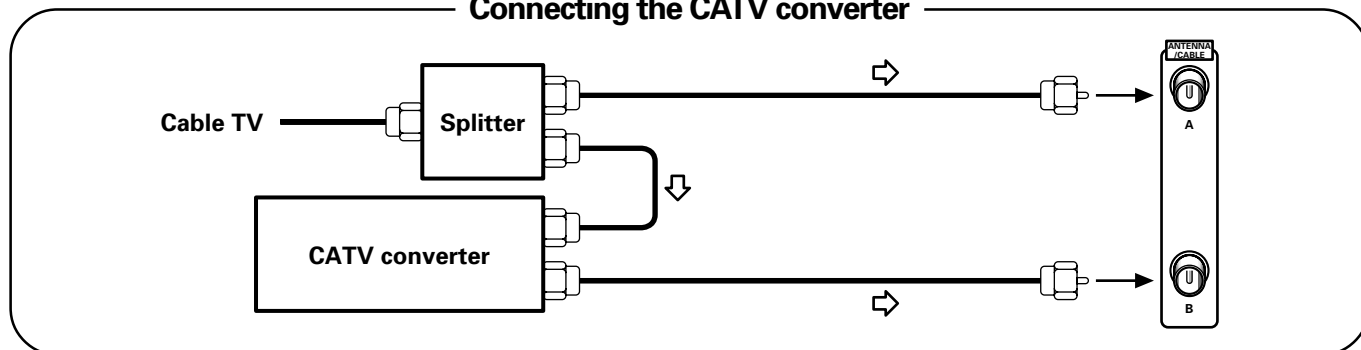 Connecting the CATV converter
ANTENNA
/CABLE
Cable TV
Splitter
A
CATV converter
B